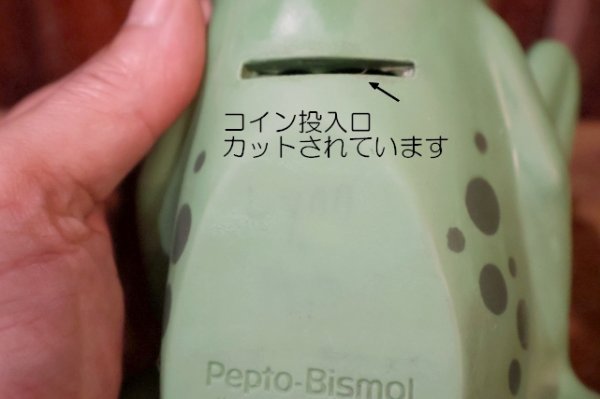 コイン投入口
カットされています
Pepto-Bismol